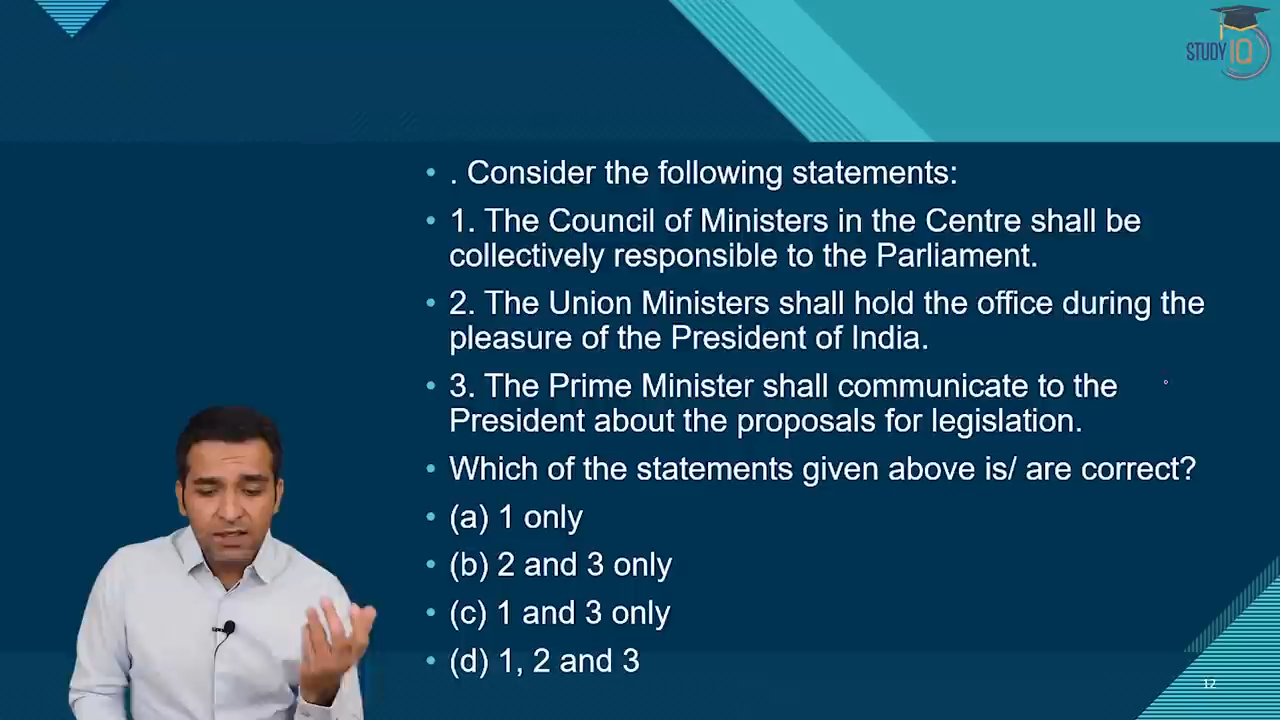 STUDY IQ
. Consider the following statements:
1. The Council of Ministers in the Centre shall be
collectively responsible to the Parliament.
2. The Union Ministers shall hold the office during the
pleasure of the President of India.
3. The Prime Minister shall communicate to the
President about the proposals for legislation.
Which of the statements given above is/ are correct?
(a) 1 only
(b) 2 and 3 only
(c) 1 and 3 only
(d) 1, 2 and 3
12